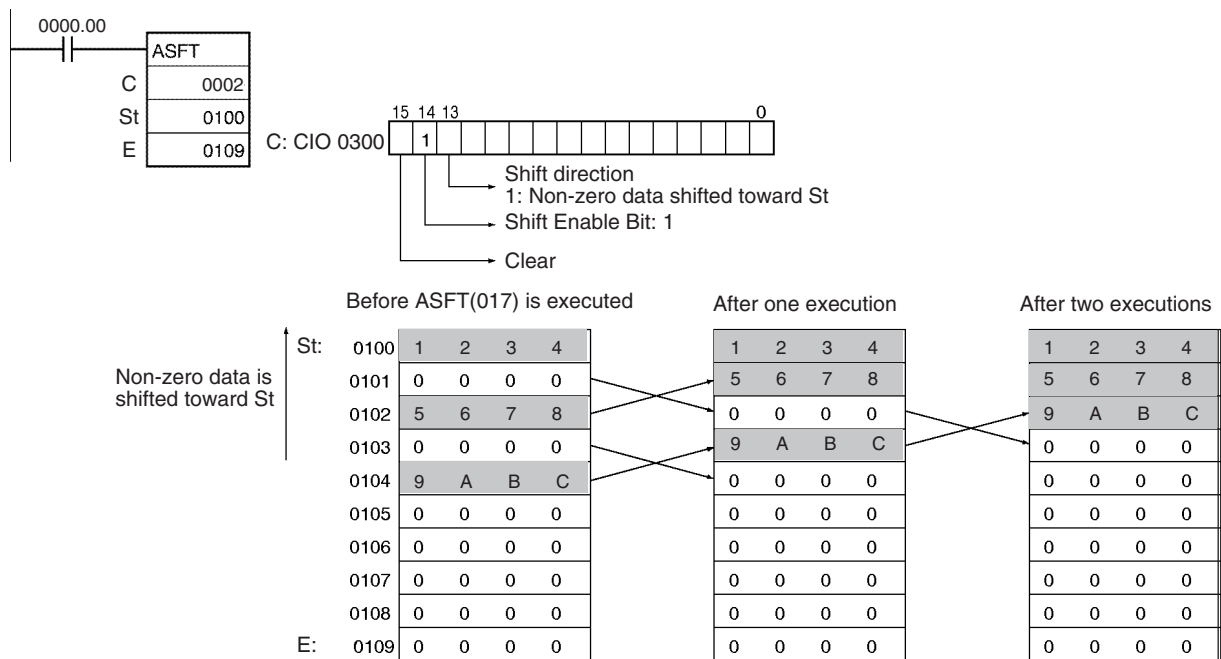 0000.00
ASFT
C 0002
St 0100
E 0109
15 14 13 0
C: CIO 0300 1
Shift direction
1: Non-zero data shifted toward St
Shift Enable Bit: 1
Clear
Before ASFT(017) is executed After one execution After two executions
St: 0100 1 2 3 4 1 2 3 4 1 2 3 4
Non-zero data is
shifted toward St
0101 0 0 0 0 5 6 7 8 5 6 7 8
0102 5 6 7 8 0 0 0 0 9 A B C
0103 0 0 0 0 9 A B C 0 0 0 0
0104 9 A B C 0 0 0 0 0 0 0 0
0105 0 0 0 0 0 0 0 0 0 0 0 0
0106 0 0 0 0 0 0 0 0 0 0 0 0
0107 0 0 0 0 0 0 0 0 0 0 0 0
0108 0 0 0 0 0 0 0 0 0 0 0 0
E: 0109 0 0 0 0 0 0 0 0 0 0 0 0